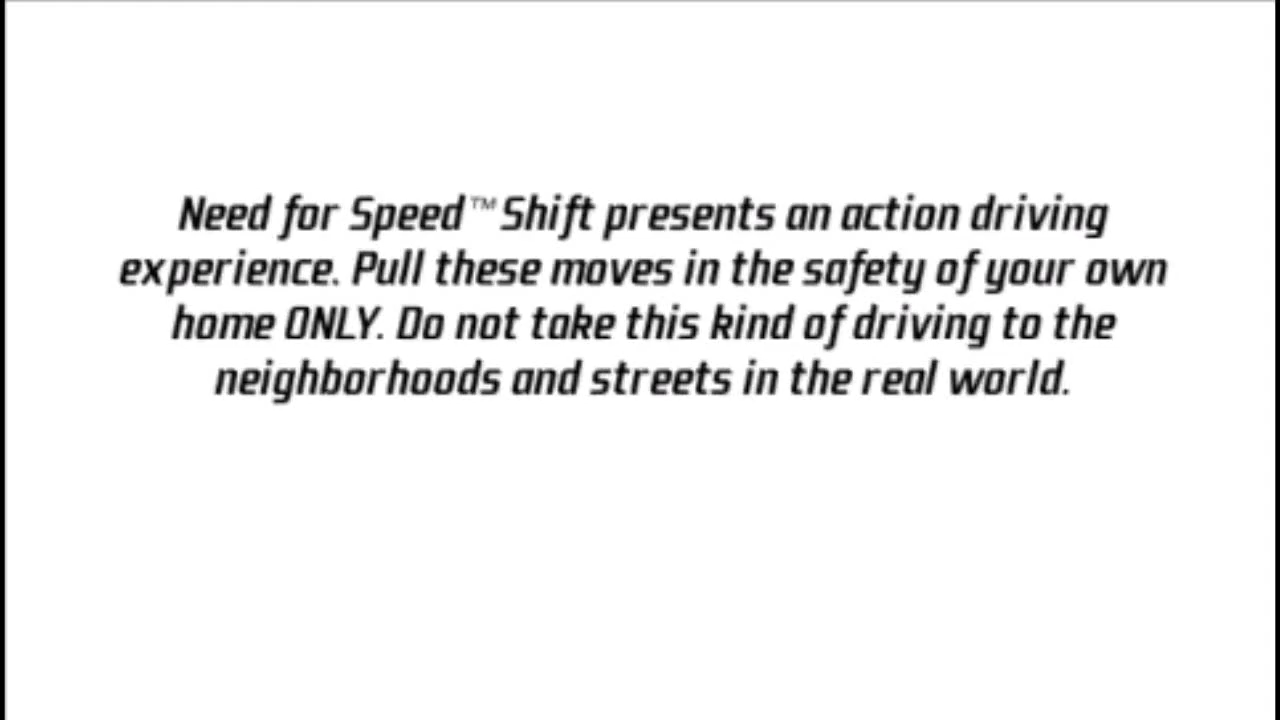 Need for Speed™ Shift presents an action driving
experience. Pull these moves in the safety of your own
home ONLY. Do not take this kind of driving to the
neighborhoods and streets in the real world.